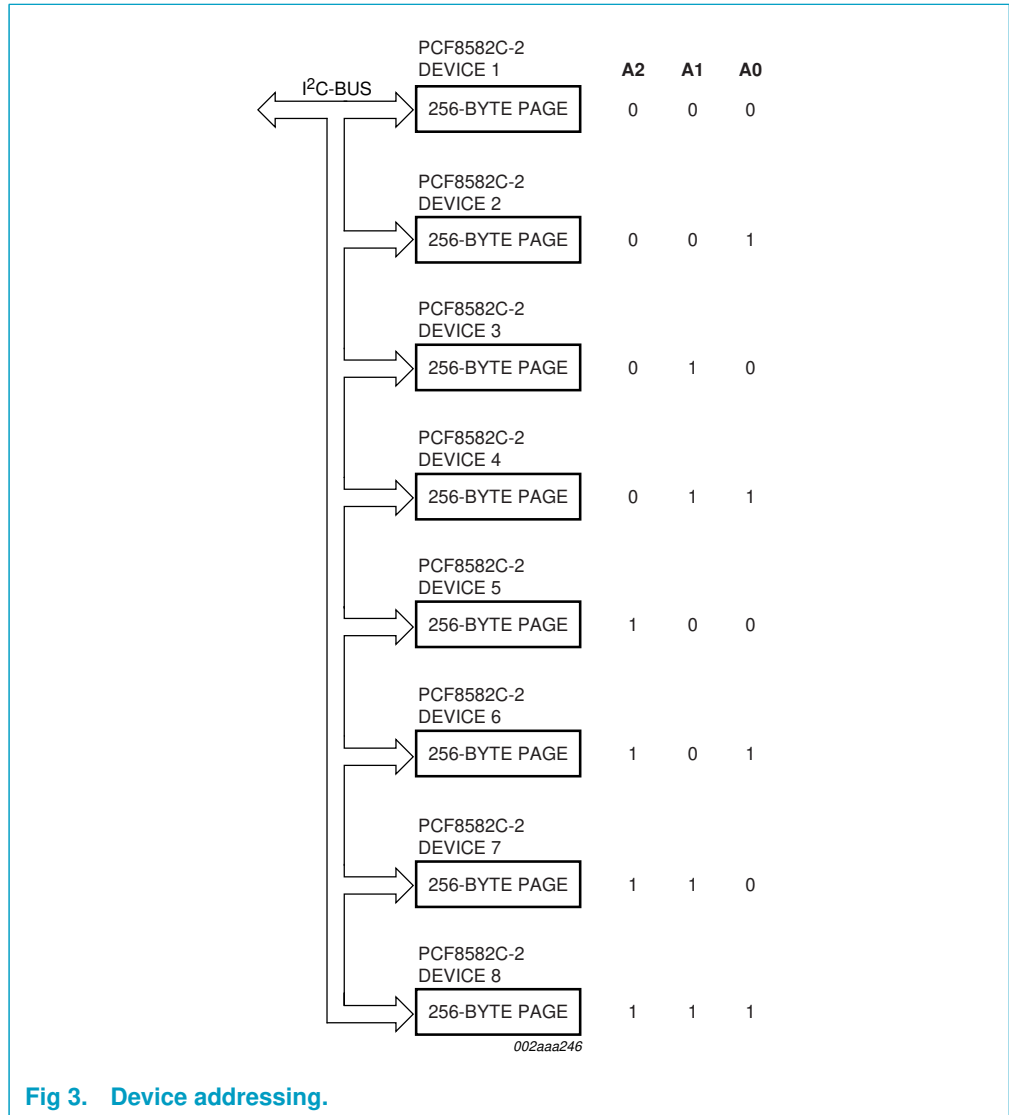 PCF8582C-2
DEVICE 1
A2 A1 A0
I²C-BUS
256-BYTE PAGE 0 0 0
PCF8582C-2
DEVICE 2
256-BYTE PAGE 0 0 1
PCF8582C-2
DEVICE 3
256-BYTE PAGE 0 1 0
PCF8582C-2
DEVICE 4
256-BYTE PAGE 0 1 1
PCF8582C-2
DEVICE 5
256-BYTE PAGE 1 0 0
PCF8582C-2
DEVICE 6
256-BYTE PAGE 1 0 1
PCF8582C-2
DEVICE 7
256-BYTE PAGE 1 1 0
PCF8582C-2
DEVICE 8
256-BYTE PAGE 1 1 1
002aaa246
Fig 3. Device addressing.